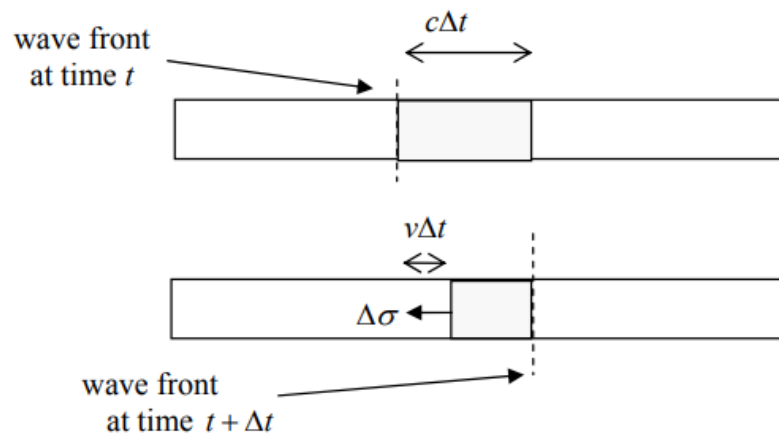 cΔt
wave front
at time t
vΔt
Δσ
wave front
at time t + Δt